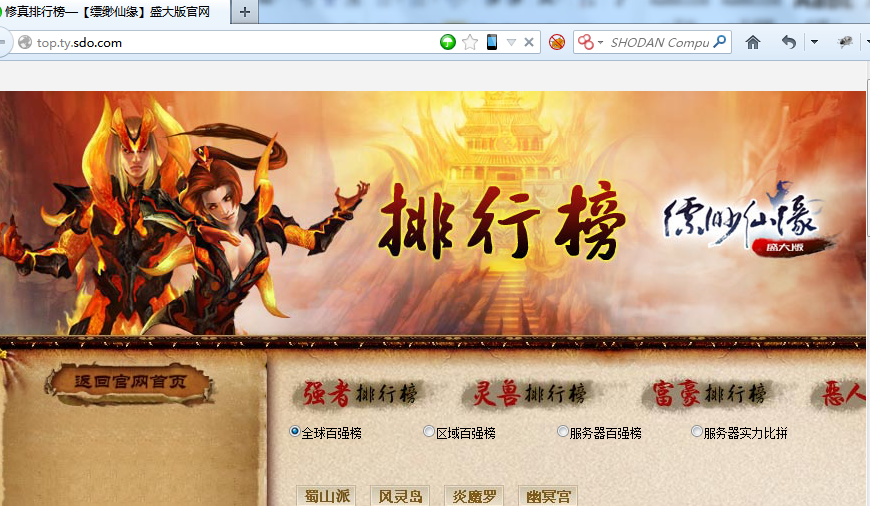 修真排行榜—【缥缈仙缘】盛大版官网
top.ty.sdo.com
SHODAN Compu
排行榜
缥缈仙缘
盛大版
返回官网首页
强者排行榜 灵兽排行榜 富豪排行榜 恶人
全球百强榜 区域百强榜 服务器百强榜 服务器实力比拼
蜀山派 风灵岛 炎魔罗 幽冥宫